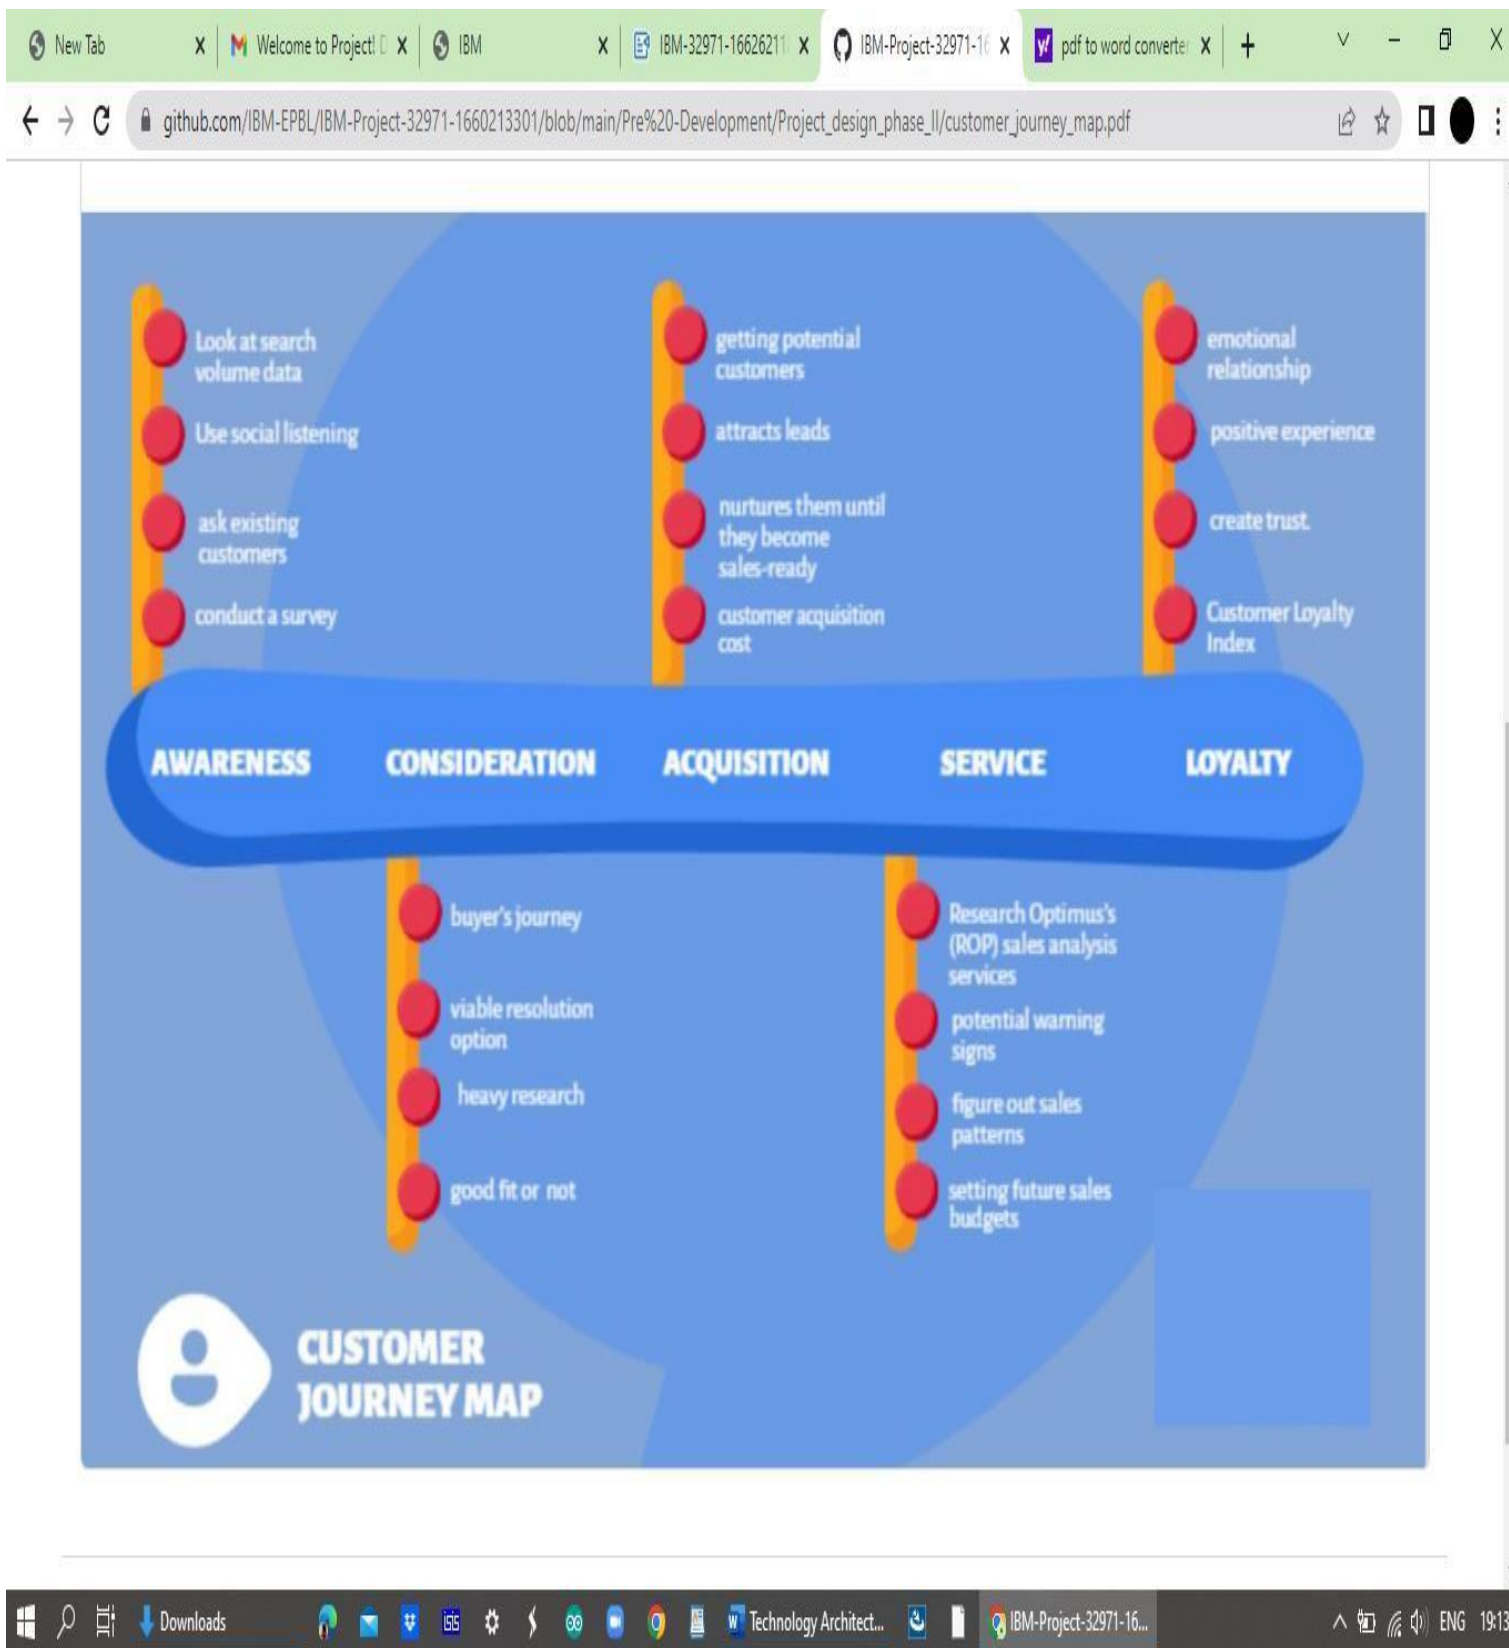 New Tab
Welcome to Project!
IBM
IBM-32971-16626211
IBM-Project-32971-16
pdf to word converter
github.com/IBM-EPBL/IBM-Project-32971-1660213301/blob/main/Pre%20-Development/Project_design_phase_II/customer_journey_map.pdf
Look at search
volume data
Use social listening
ask existing
customers
conduct a survey
getting potential
customers
attracts leads
nurtures them until
they become
sales-ready
customer acquisition
cost
emotional
relationship
positive experience
create trust.
Customer Loyalty
Index
AWARENESS CONSIDERATION ACQUISITION SERVICE LOYALTY
buyer's journey
viable resolution
option
heavy research
good fit or not
Research Optimus's
(ROP) sales analysis
services
potential warning
signs
figure out sales
patterns
setting future sales
budgets
CUSTOMER
JOURNEY MAP
Downloads
isis
Technology Architect...
IBM-Project-32971-16...
ENG 19:13